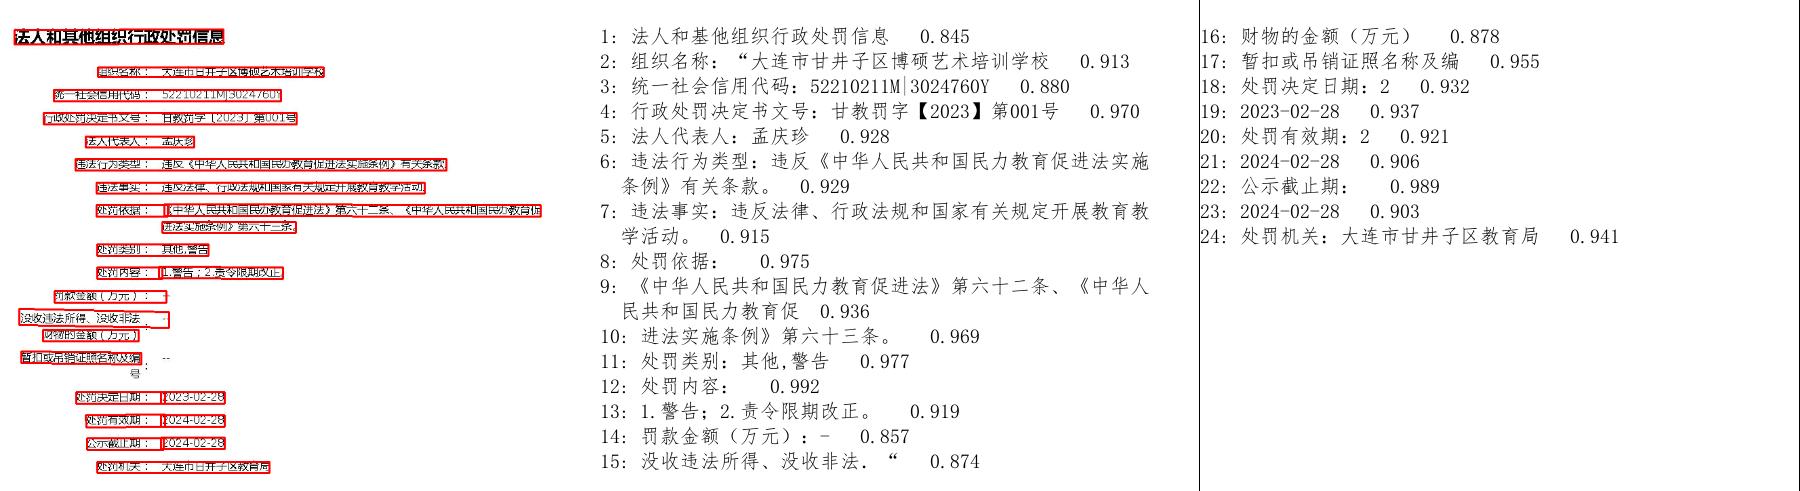 法人和其他组织行政处罚信息
组织名称： 大连市甘井子区博硕艺术培训学校
统一社会信用代码： 52210211MJ3024760Y
行政处罚决定书文号： 甘教罚字【2023】第001号
法人代表人： 孟庆珍
违法行为类型： 违反《中华人民共和国民办教育促进法实施条例》有关条款。
违法事实： 违反法律、行政法规和国家有关规定开展教育教学活动。
处罚依据： 《中华人民共和国民办教育促进法》第六十二条、《中华人民共和国民办教育促
进法实施条例》第六十三条。
处罚类别： 其他,警告
处罚内容： 1.警告；2.责令限期改正。
罚款金额（万元）： --
没收违法所得、没收非法
财物的金额（万元）： --
暂扣或吊销证照名称及编
号： --
处罚决定日期： 2023-02-28
处罚有效期： 2024-02-28
公示截止期： 2024-02-28
处罚机关： 大连市甘井子区教育局
1: 法人和基他组织行政处罚信息 0.845
2: 组织名称：“大连市甘井子区博硕艺术培训学校 0.913
3: 统一社会信用代码：52210211M|3024760Y 0.880
4: 行政处罚决定书文号：甘教罚字【2023】第001号 0.970
5: 法人代表人：孟庆珍 0.928
6: 违法行为类型：违反《中华人民共和国民力教育促进法实施
条例》有关条款。 0.929
7: 违法事实：违反法律、行政法规和国家有关规定开展教育教
学活动。 0.915
8: 处罚依据： 0.975
9: 《中华人民共和国民力教育促进法》第六十二条、《中华人
民共和国民力教育促 0.936
10: 进法实施条例》第六十三条。 0.969
11: 处罚类别：其他,警告 0.977
12: 处罚内容： 0.992
13: 1.警告；2.责令限期改正。 0.919
14: 罚款金额（万元）：- 0.857
15: 没收违法所得、没收非法．“ 0.874
16: 财物的金额（万元） 0.878
17: 暂扣或吊销证照名称及编 0.955
18: 处罚决定日期：2 0.932
19: 2023-02-28 0.937
20: 处罚有效期：2 0.921
21: 2024-02-28 0.906
22: 公示截止期： 0.989
23: 2024-02-28 0.903
24: 处罚机关：大连市甘井子区教育局 0.941